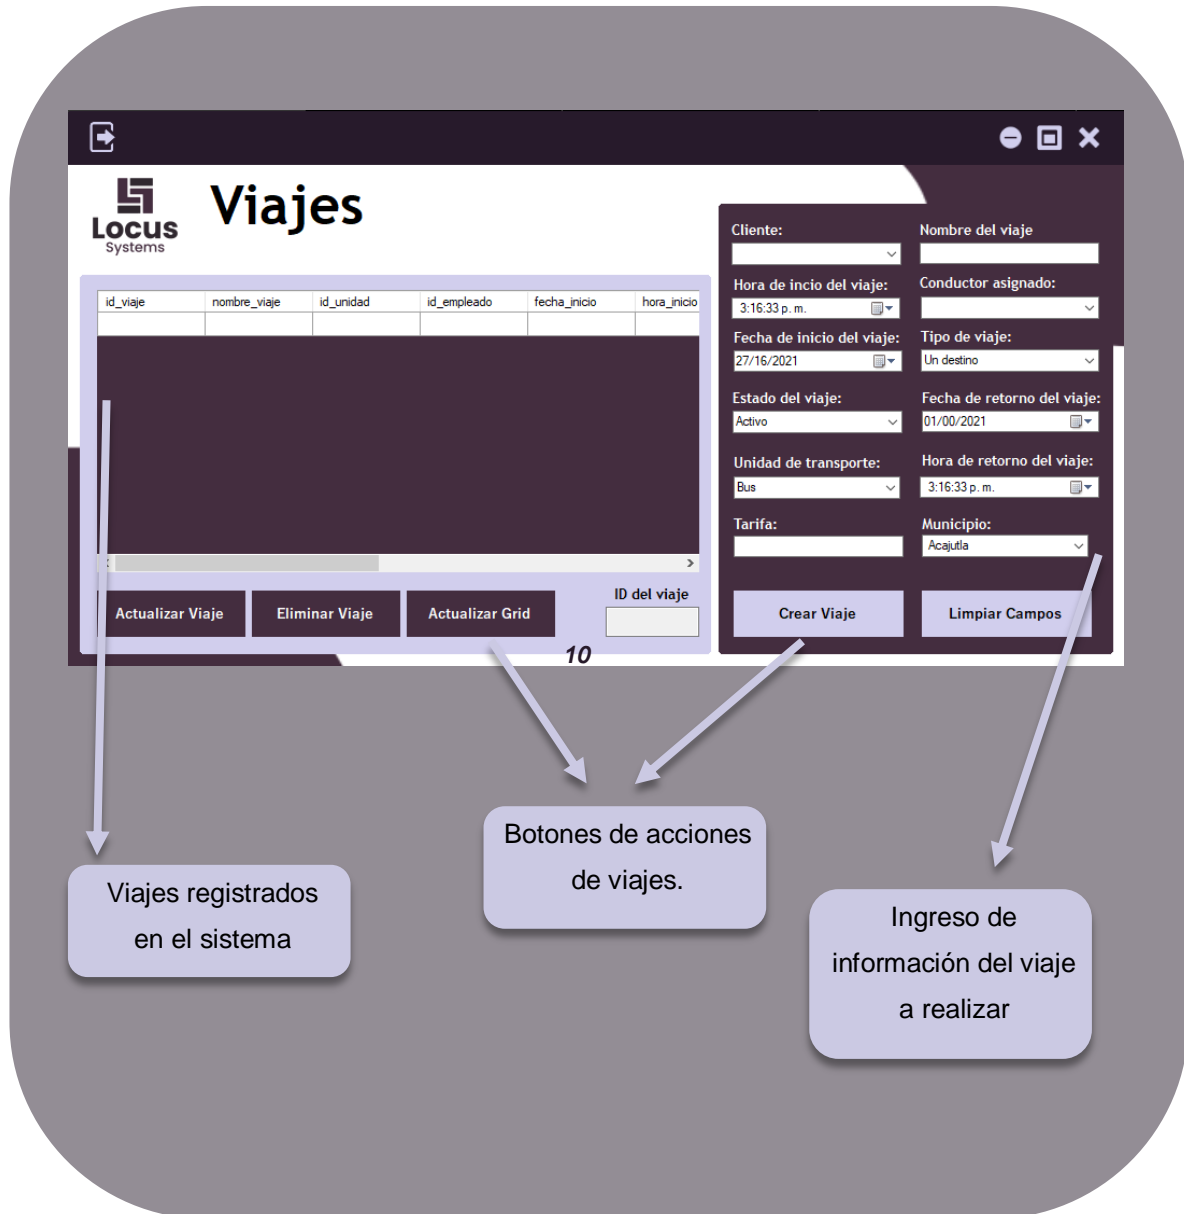 Locus
Systems
Viajes
id_viaje nombre_viaje id_unidad id_empleado fecha_inicio hora_inicio
Actualizar Viaje Eliminar Viaje Actualizar Grid
ID del viaje
10
Cliente: Nombre del viaje
Hora de incio del viaje: Conductor asignado:
3:16:33 p. m.
Fecha de inicio del viaje: Tipo de viaje:
27/16/2021 Un destino
Estado del viaje: Fecha de retorno del viaje:
Activo 01/00/2021
Unidad de transporte: Hora de retorno del viaje:
Bus 3:16:33 p. m.
Tarifa: Municipio:
Acajutla
Crear Viaje Limpiar Campos
Viajes registrados
en el sistema
Botones de acciones
de viajes.
Ingreso de
información del viaje
a realizar